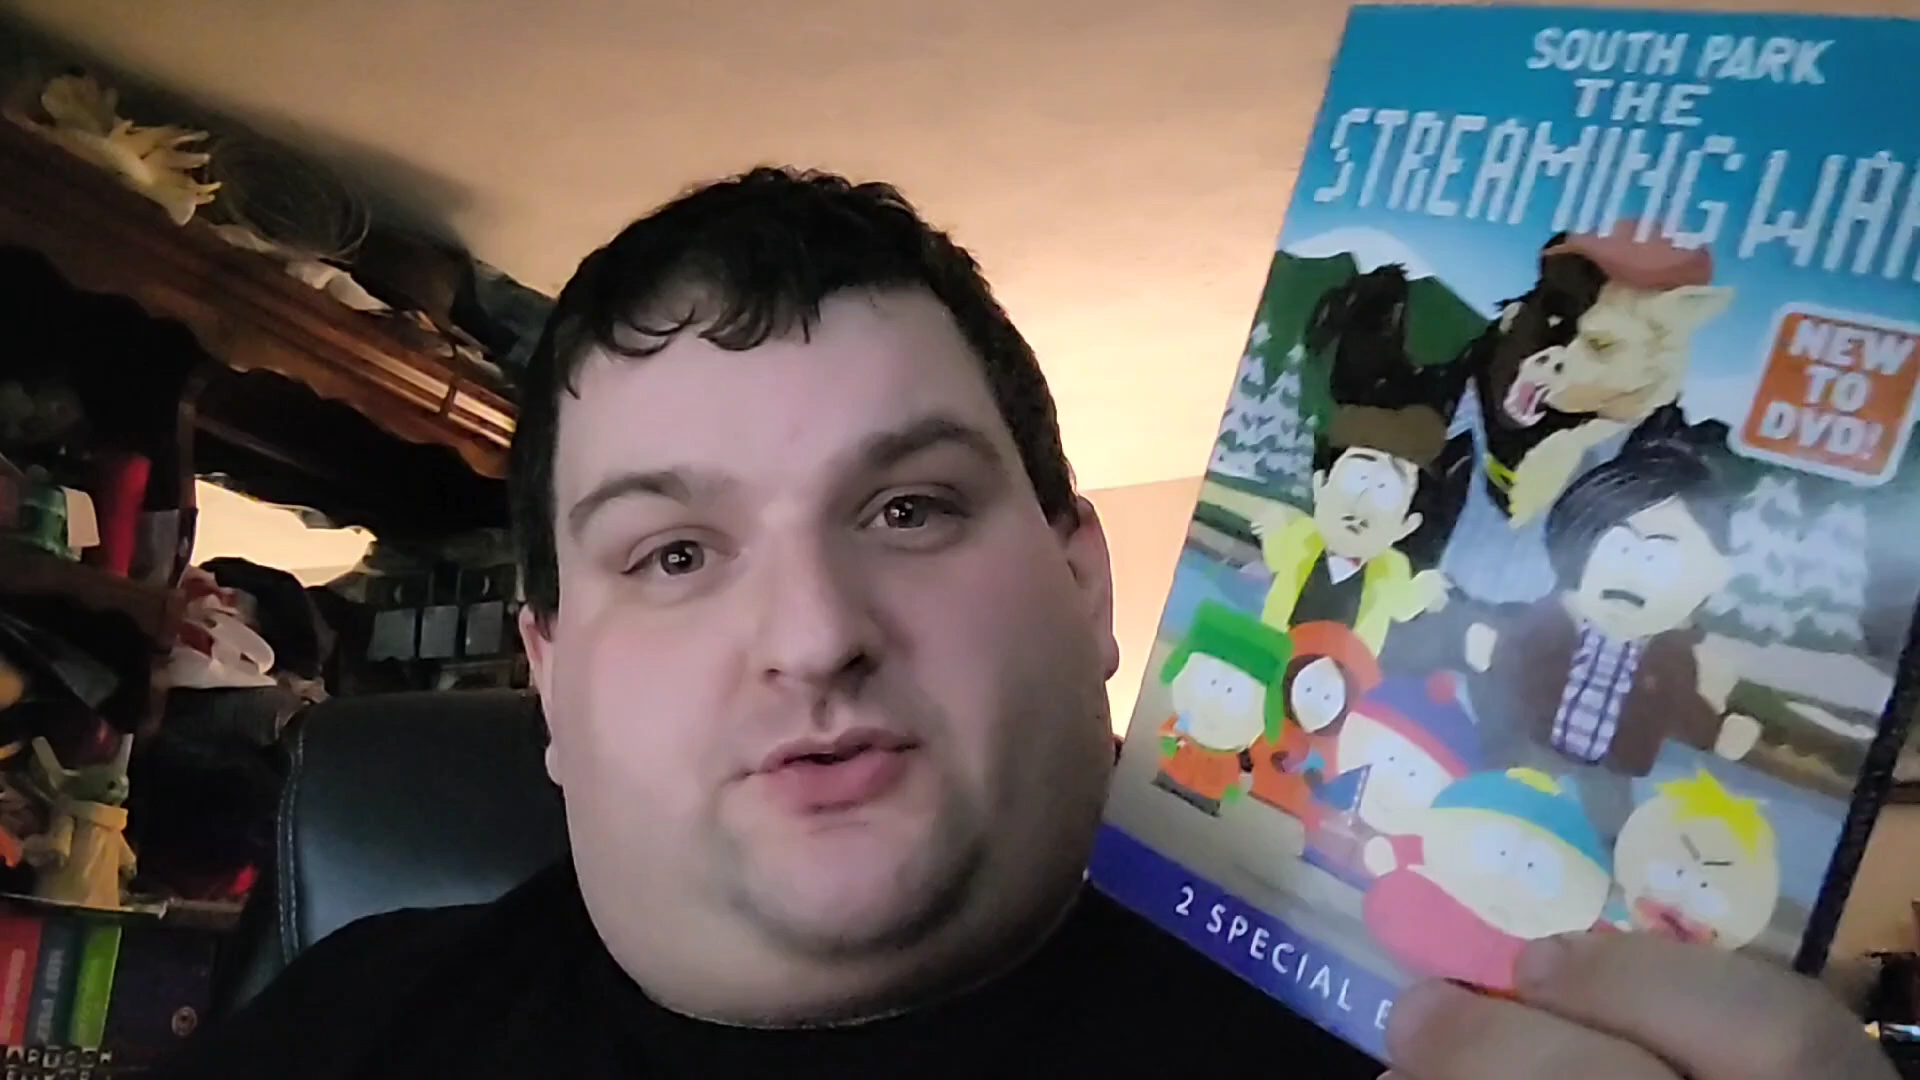 SOUTH PARK
THE
STREAMING WAR
NEW
TO
DVD!
2 SPECIAL E